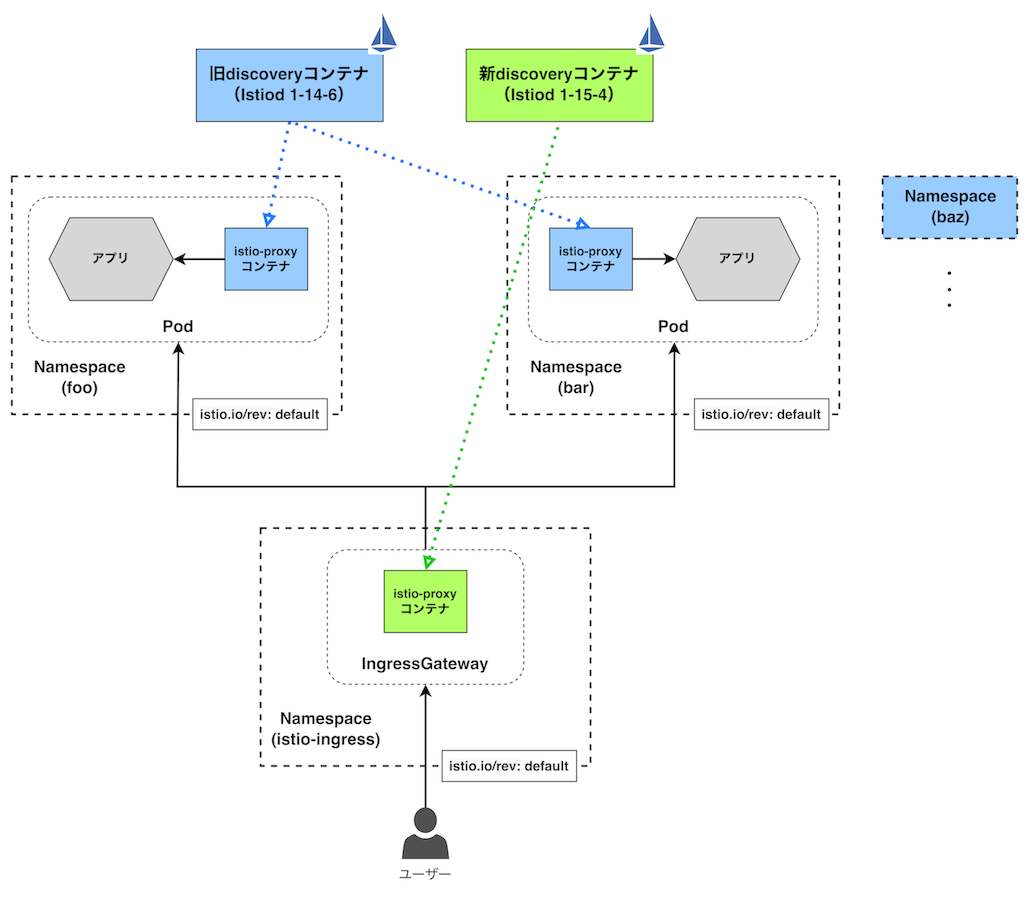 旧discoveryコンテナ
（Istiod 1-14-6）
新discoveryコンテナ
（Istiod 1-15-4）
アプリ
istio-proxy
コンテナ
Pod
Namespace
(foo)
istio.io/rev: default
istio-proxy
コンテナ
アプリ
Pod
Namespace
(bar)
istio.io/rev: default
Namespace
(baz)
istio-proxy
コンテナ
IngressGateway
Namespace
(istio-ingress)
istio.io/rev: default
ユーザー